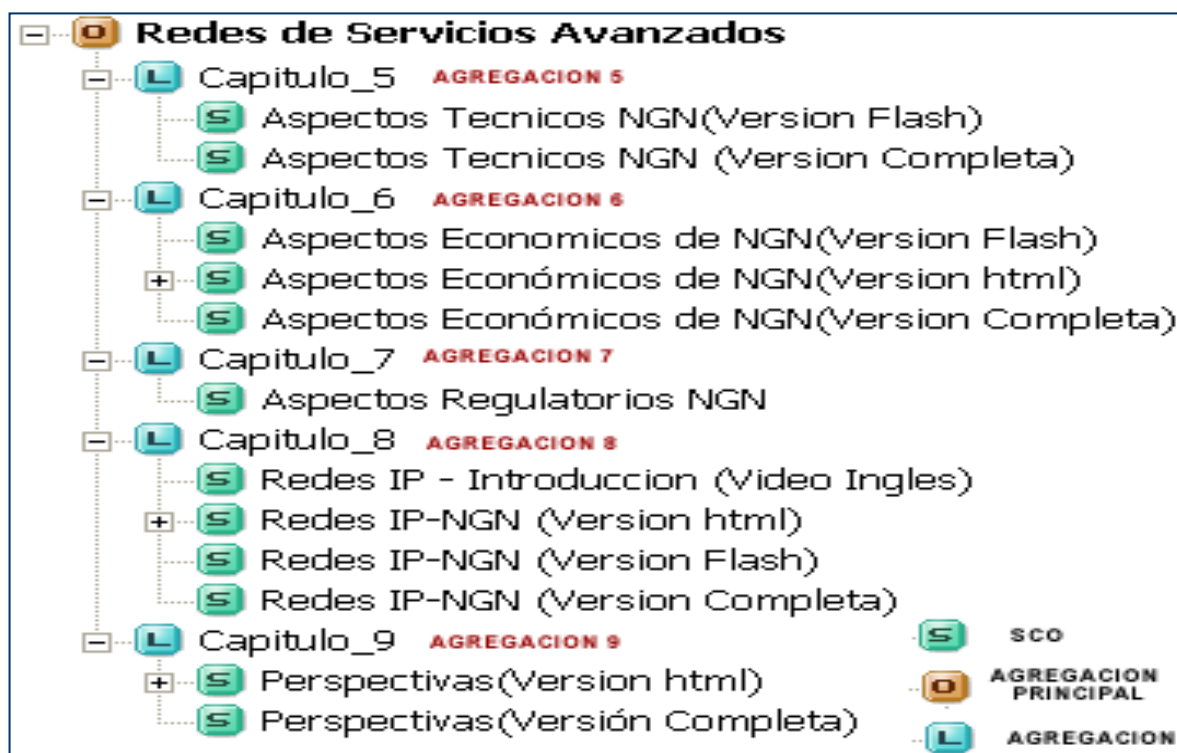 O Redes de Servicios Avanzados
L Capitulo_5 AGREGACION 5
S Aspectos Tecnicos NGN(Version Flash)
S Aspectos Tecnicos NGN (Version Completa)
L Capitulo_6 AGREGACION 6
S Aspectos Economicos de NGN(Version Flash)
S Aspectos Económicos de NGN(Version html)
S Aspectos Económicos de NGN(Version Completa)
L Capitulo_7 AGREGACION 7
S Aspectos Regulatorios NGN
L Capitulo_8 AGREGACION 8
S Redes IP - Introduccion (Video Ingles)
S Redes IP-NGN (Version html)
S Redes IP-NGN (Version Flash)
S Redes IP-NGN (Version Completa)
L Capitulo_9 AGREGACION 9
S Perspectivas(Version html)
S Perspectivas(Versión Completa)
S SCO
O AGREGACION
PRINCIPAL
L AGREGACION